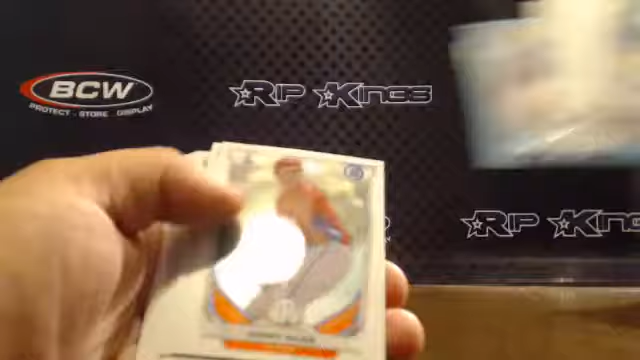 BCW
PROTECT - STORE - DISPLAY
RIP KINGS
RIP KINGS